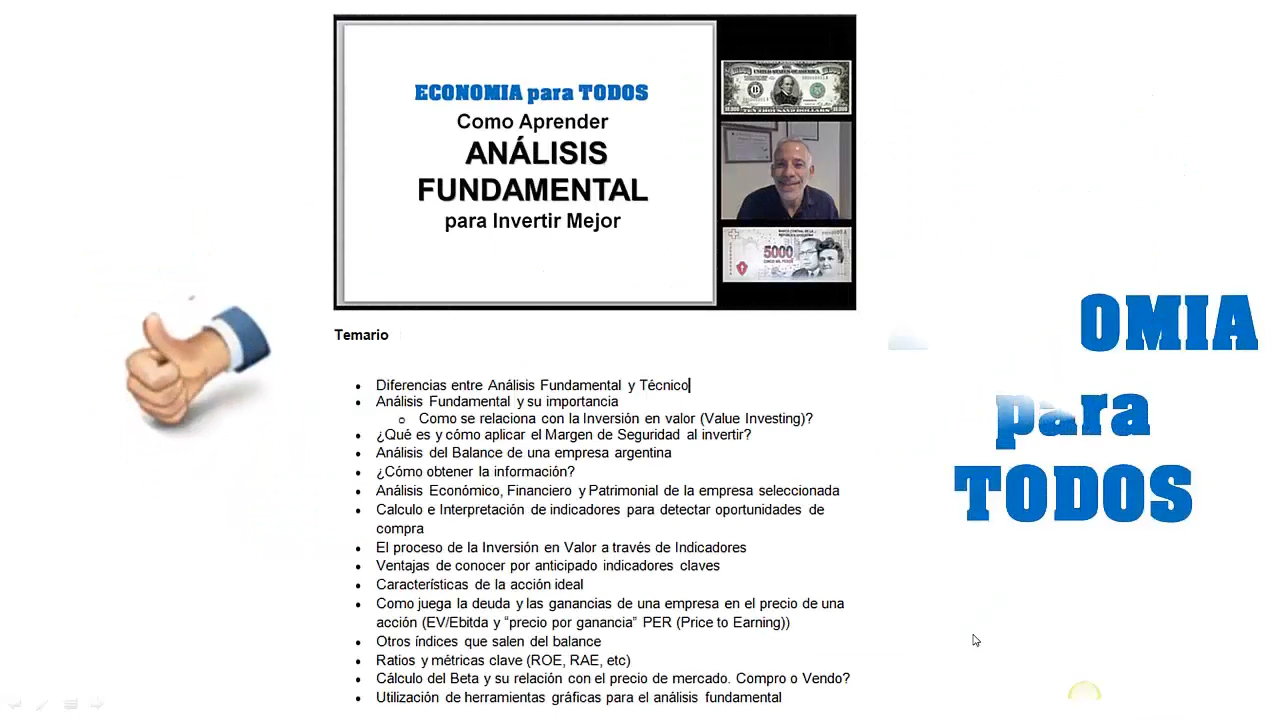 ECONOMIA para TODOS
Como Aprender
ANÁLISIS
FUNDAMENTAL
para Invertir Mejor
5000
Temario
Diferencias entre Análisis Fundamental y Técnico
Análisis Fundamental y su importancia
Como se relaciona con la Inversión en valor (Value Investing)?
¿Qué es y cómo aplicar el Margen de Seguridad al invertir?
Análisis del Balance de una empresa argentina
¿Cómo obtener la información?
Análisis Económico, Financiero y Patrimonial de la empresa seleccionada
Calculo e Interpretación de indicadores para detectar oportunidades de
compra
El proceso de la Inversión en Valor a través de Indicadores
Ventajas de conocer por anticipado indicadores claves
Características de la acción ideal
Como juega la deuda y las ganancias de una empresa en el precio de una
acción (EV/Ebitda y “precio por ganancia” PER (Price to Earning))
Otros índices que salen del balance
Ratios y métricas clave (ROE, RAE, etc)
Cálculo del Beta y su relación con el precio de mercado. Compro o Vendo?
Utilización de herramientas gráficas para el análisis fundamental
OMIA
para
TODOS